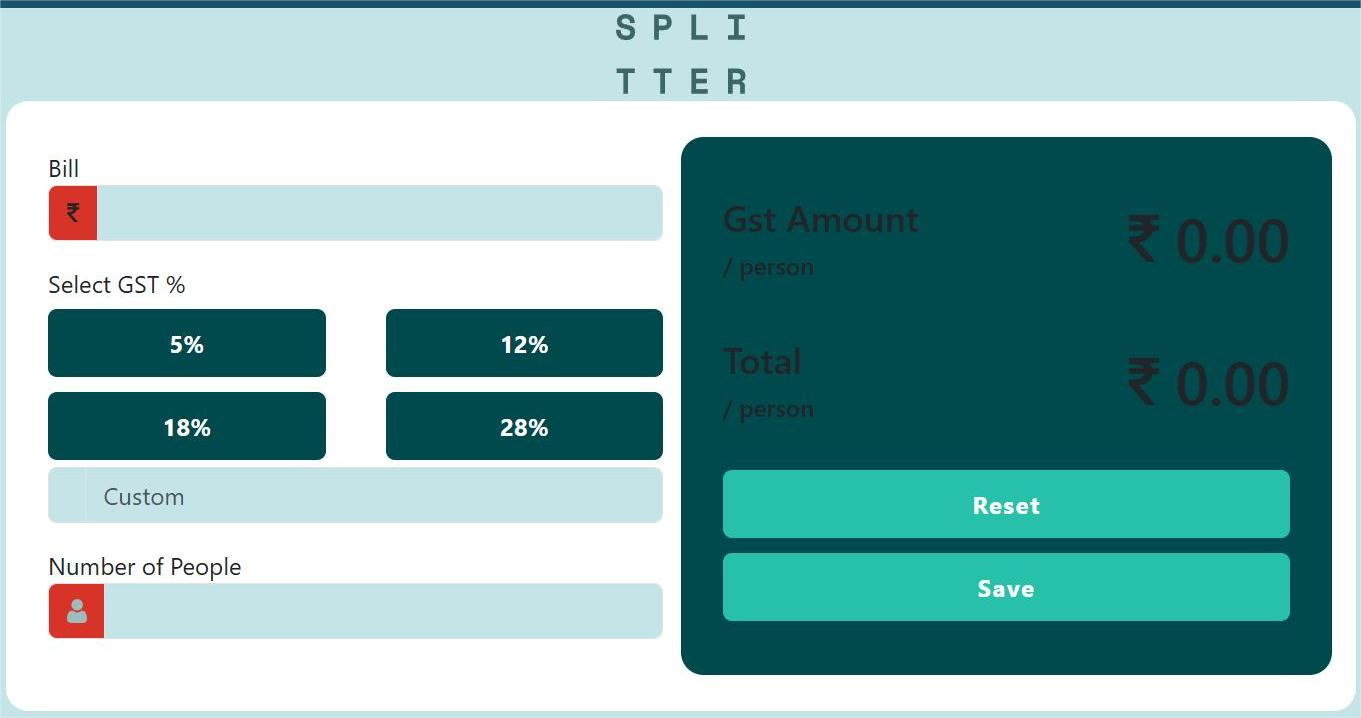 SPLI
TTER
Bill
₹
Select GST %
5%
12%
18%
28%
Custom
Number of People
Gst Amount
/ person
₹ 0.00
Total
/ person
₹ 0.00
Reset
Save